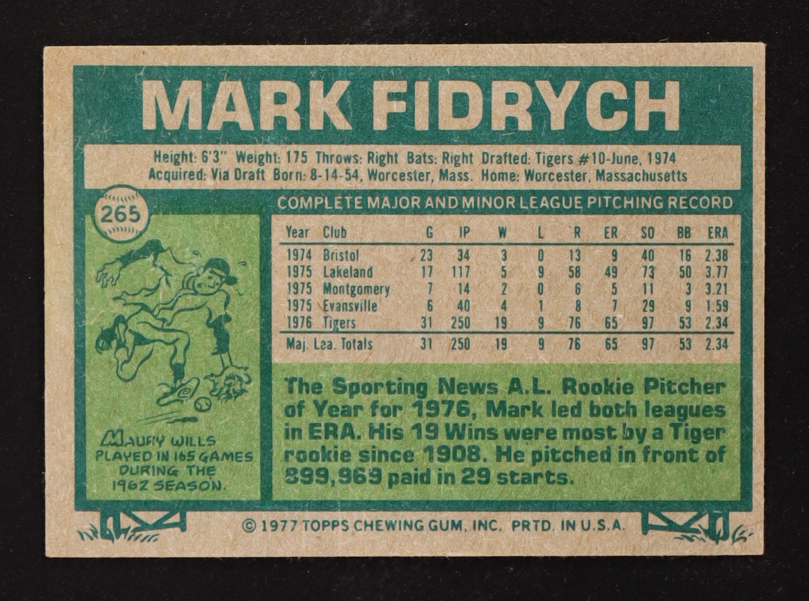 MARK FIDRYCH
Height: 6'3" Weight: 175 Throws: Right Bats: Right Drafted: Tigers #10-June, 1974
Acquired: Via Draft Born: 8-14-54, Worcester, Mass. Home: Worcester, Massachusetts
265
COMPLETE MAJOR AND MINOR LEAGUE PITCHING RECORD
Year Club G IP W L R ER SO BB ERA
1974 Bristol 23 34 3 0 13 9 40 16 2.38
1975 Lakeland 17 117 5 9 58 49 73 50 3.77
1975 Montgomery 7 14 2 0 6 5 11 3 3.21
1975 Evansville 6 40 4 1 8 7 29 9 1.59
1976 Tigers 31 250 19 9 76 65 97 53 2.34
Maj. Lea. Totals 31 250 19 9 76 65 97 53 2.34
The Sporting News A.L. Rookie Pitcher
of Year for 1976, Mark led both leagues
in ERA. His 19 Wins were most by a Tiger
rookie since 1908. He pitched in front of
899,969 paid in 29 starts.
MAURY WILLS
PLAYED IN 165 GAMES
DURING THE
1962 SEASON.
© 1977 TOPPS CHEWING GUM, INC. PRTD. IN U.S.A.